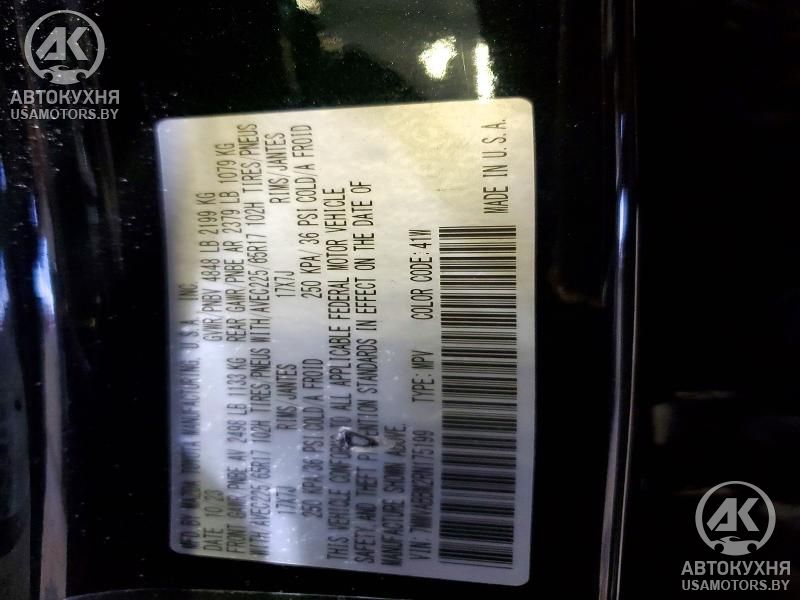 AK
АВТОКУХНЯ
USAMOTORS.BY
MFD BY MAZDA TOYOTA MANUFACTURING U.S.A. INC.
DATE 10/23 GVWR/PNBV 4848 LB 2199 KG
FRONT GAWR/PNBE AV 2498 LB 1133 KG REAR GAWR/PNBE AR 2379 LB 1079 KG
WITH/AVEC225/65R17 102H TIRES/PNEUS WITH/AVEC225/65R17 102H TIRES/PNEUS
17X7J RIMS/JANTES 17X7J RIMS/JANTES
250 KPA/36 PSI COLD/A FROID 250 KPA/36 PSI COLD/A FROID
THIS VEHICLE CONFORMS TO ALL APPLICABLE FEDERAL MOTOR VEHICLE
SAFETY AND THEFT PREVENTION STANDARDS IN EFFECT ON THE DATE OF
MANUFACTURE SHOWN ABOVE.
VIN: TYPE: MPV COLOR CODE: 41W
MADE IN U.S.A.
AK
АВТОКУХНЯ
USAMOTORS.BY